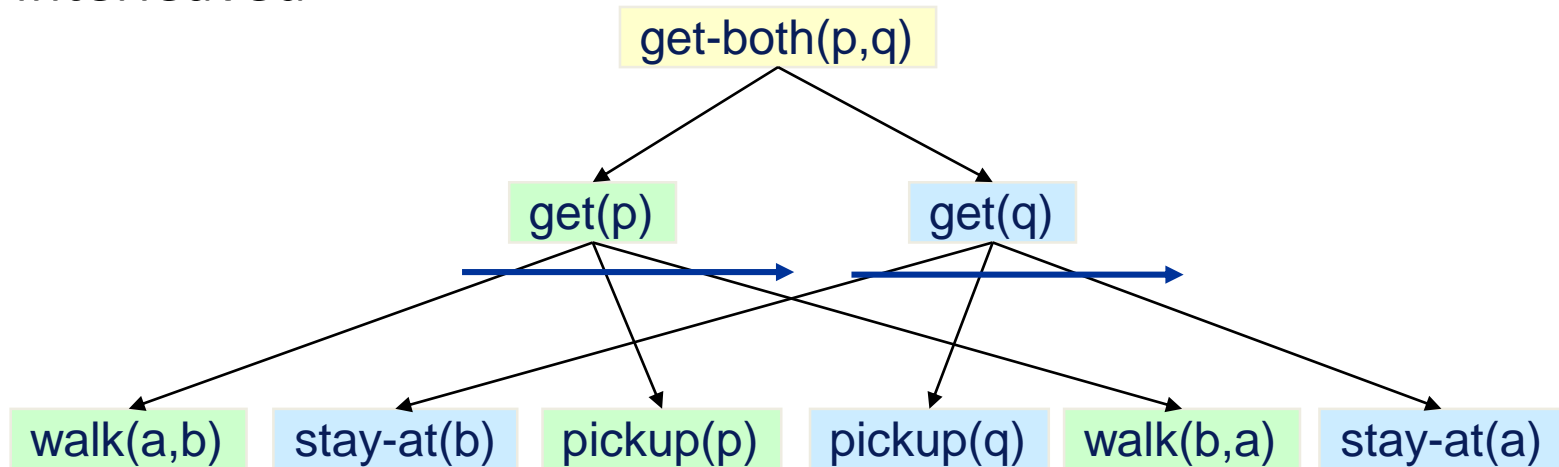 get-both(p,q)
get(p) get(q)
walk(a,b) stay-at(b) pickup(p) pickup(q) walk(b,a) stay-at(a)